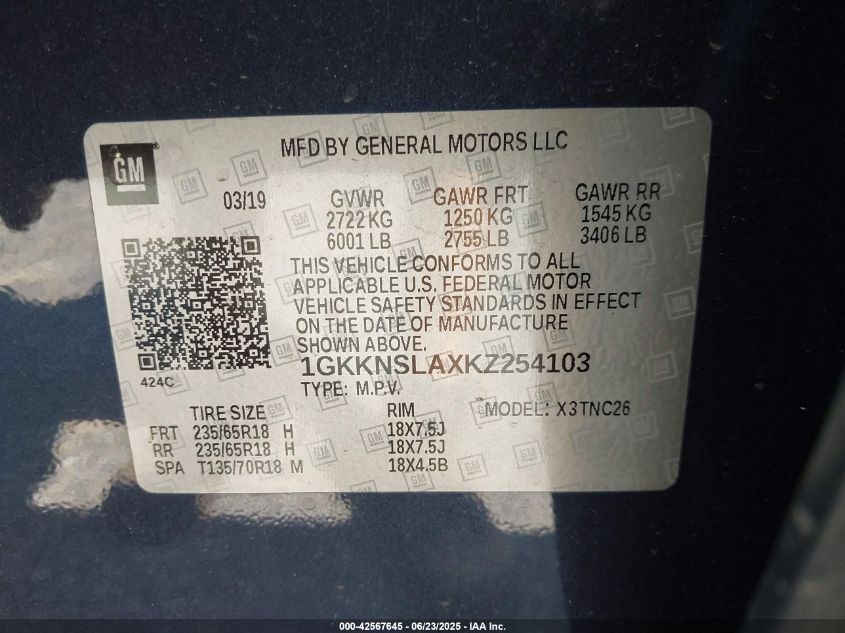 GM
MFD BY GENERAL MOTORS LLC
03/19
GVWR GAWR FRT GAWR RR
2722 KG 1250 KG 1545 KG
6001 LB 2755 LB 3406 LB
THIS VEHICLE CONFORMS TO ALL
APPLICABLE U.S. FEDERAL MOTOR
VEHICLE SAFETY STANDARDS IN EFFECT
ON THE DATE OF MANUFACTURE
SHOWN ABOVE.
1GKKNSLAXKZ254103
424C
TYPE: M.P.V.
TIRE SIZE RIM MODEL: X3TNC26
FRT 235/65R18 H 18X7.5J
RR 235/65R18 H 18X7.5J
SPA T135/70R18 M 18X4.5B
000-42567645 - 06/23/2025 - IAA Inc.